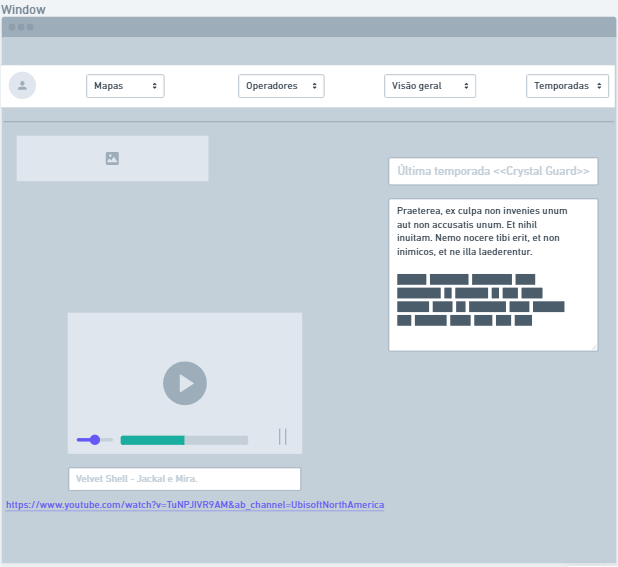 Window
Mapas
Operadores
Visão geral
Temporadas
Última temporada <<Crystal Guard>>
Praeterea, ex culpa non invenies unum
aut non accusatis unum. Et nihil
inuitam. Nemo nocere tibi erit, et non
inimicos, et ne illa laederentur.
Velvet Shell - Jackal e Mira.
https://www.youtube.com/watch?v=TuNPJIVR9AM&ab_channel=UbisoftNorthAmerica